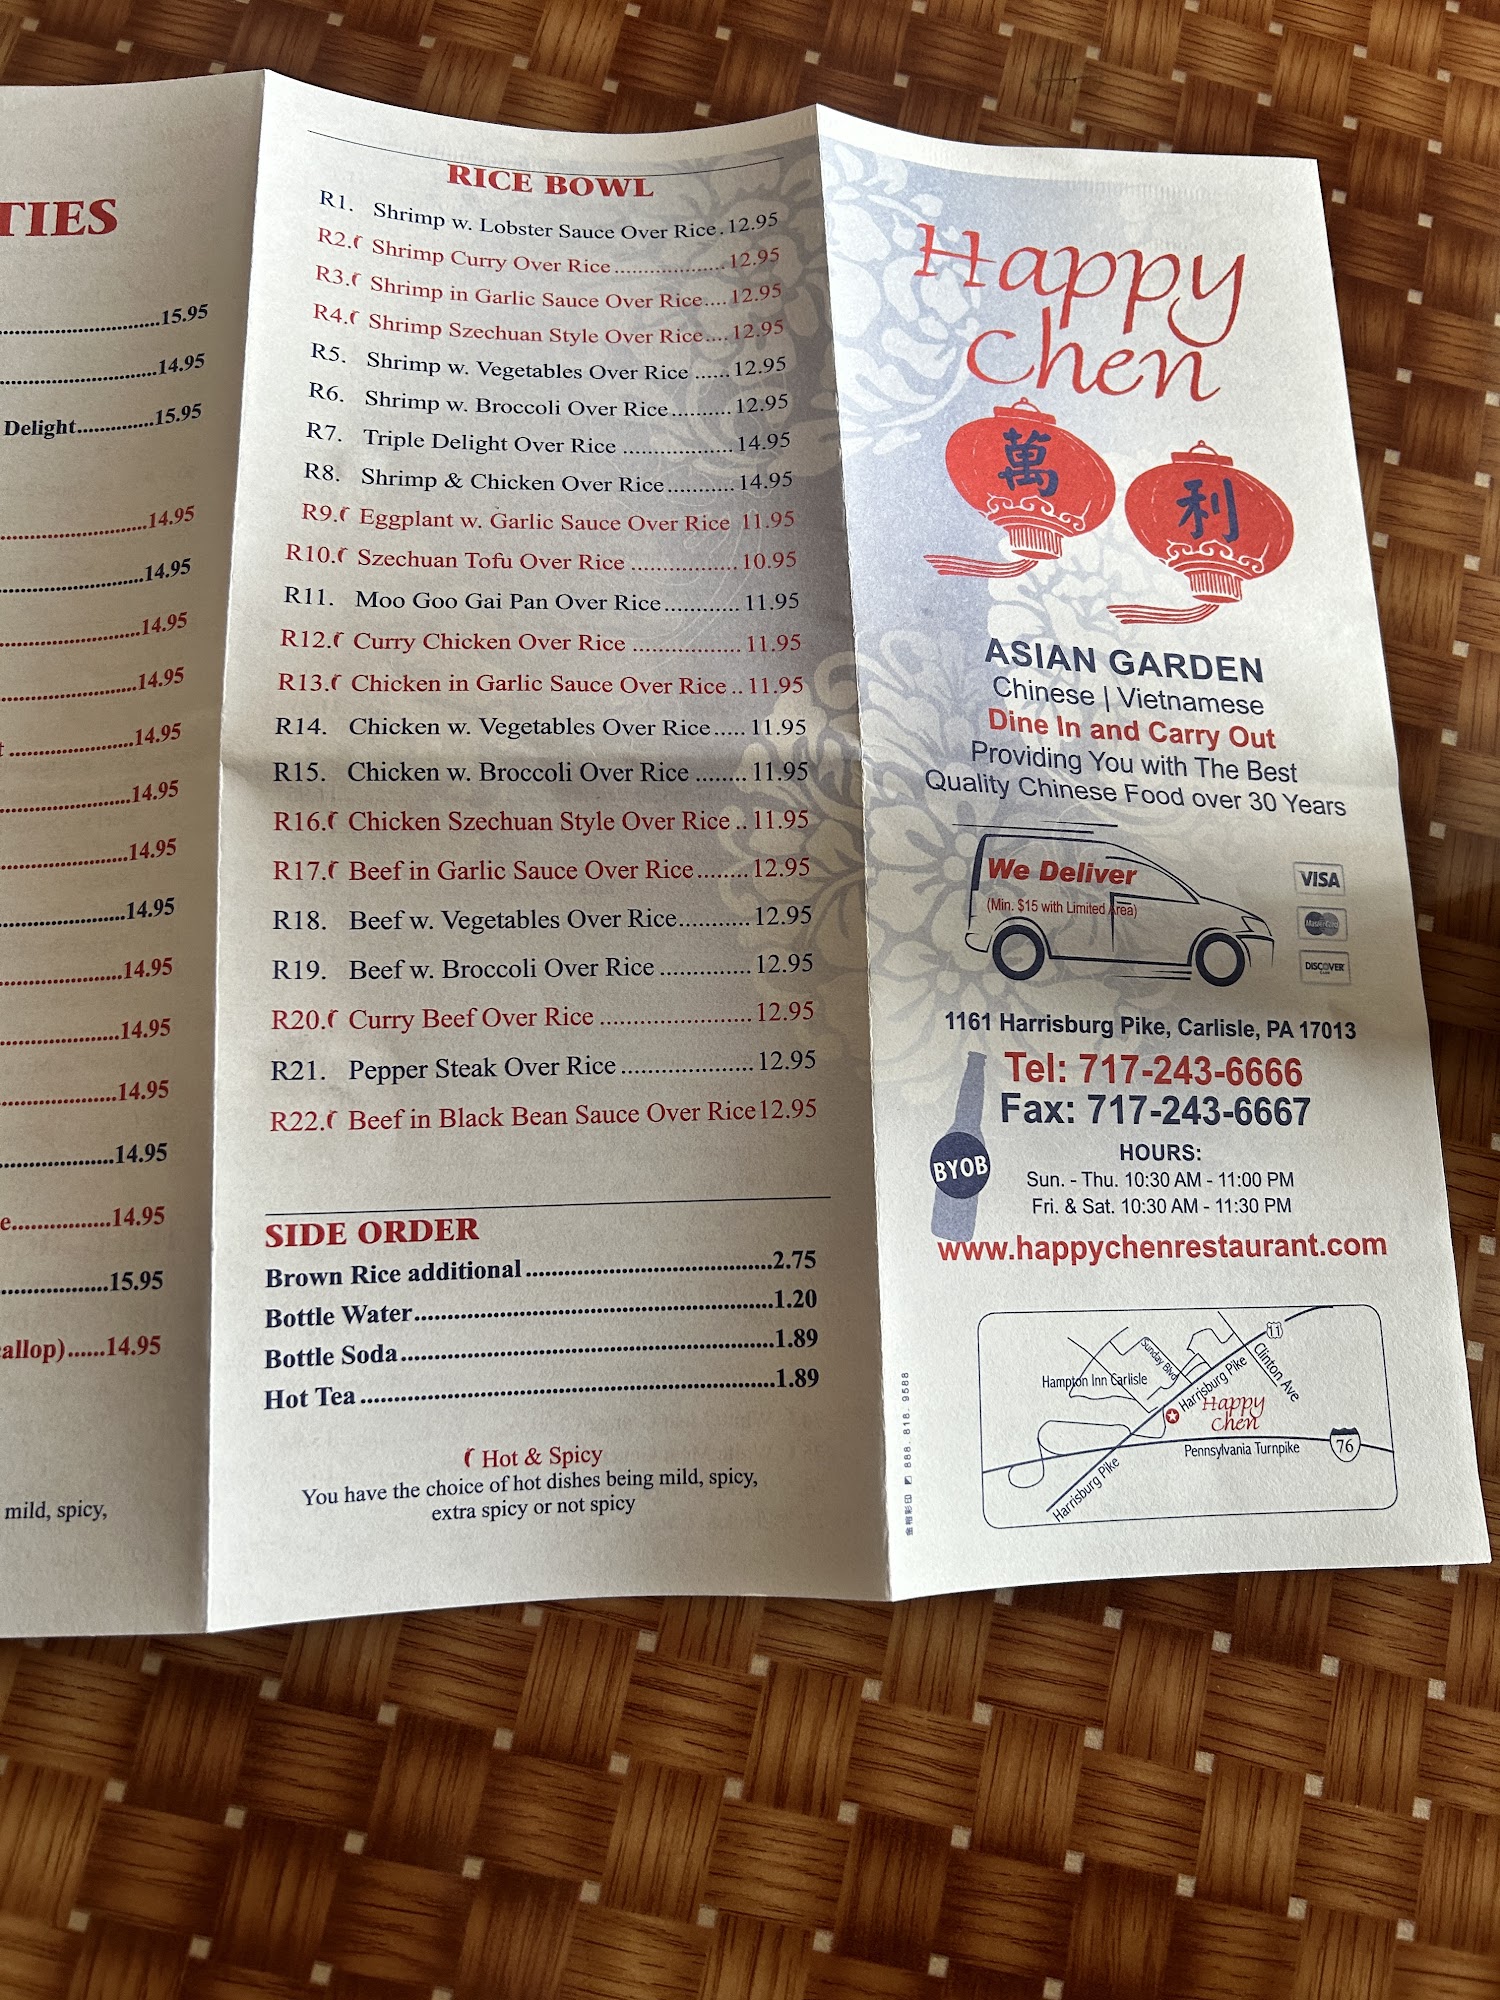 TIES
15.95
14.95
Delight 15.95
14.95
14.95
14.95
14.95
14.95
14.95
14.95
14.95
14.95
14.95
14.95
14.95
14.95
15.95
allop) 14.95
mild, spicy,
RICE BOWL
R1. Shrimp w. Lobster Sauce Over Rice. 12.95
R2. Shrimp Curry Over Rice 12.95
R3. Shrimp in Garlic Sauce Over Rice 12.95
R4. Shrimp Szechuan Style Over Rice 12.95
R5. Shrimp w. Vegetables Over Rice 12.95
R6. Shrimp w. Broccoli Over Rice 12.95
R7. Triple Delight Over Rice 14.95
R8. Shrimp & Chicken Over Rice 14.95
R9. Eggplant w. Garlic Sauce Over Rice 11.95
R10. Szechuan Tofu Over Rice 10.95
R11. Moo Goo Gai Pan Over Rice 11.95
R12. Curry Chicken Over Rice 11.95
R13. Chicken in Garlic Sauce Over Rice 11.95
R14. Chicken w. Vegetables Over Rice 11.95
R15. Chicken w. Broccoli Over Rice 11.95
R16. Chicken Szechuan Style Over Rice 11.95
R17. Beef in Garlic Sauce Over Rice 12.95
R18. Beef w. Vegetables Over Rice 12.95
R19. Beef w. Broccoli Over Rice 12.95
R20. Curry Beef Over Rice 12.95
R21. Pepper Steak Over Rice 12.95
R22. Beef in Black Bean Sauce Over Rice 12.95
SIDE ORDER
Brown Rice additional 2.75
Bottle Water 1.20
Bottle Soda 1.89
Hot Tea 1.89
Hot & Spicy
You have the choice of hot dishes being mild, spicy,
extra spicy or not spicy
Happy
Chen
萬
利
ASIAN GARDEN
Chinese | Vietnamese
Dine In and Carry Out
Providing You with The Best
Quality Chinese Food over 30 Years
We Deliver
(Min. $15 with Limited Area)
VISA
MasterCard
DISCOVER
1161 Harrisburg Pike, Carlisle, PA 17013
Tel: 717-243-6666
Fax: 717-243-6667
BYOB
HOURS:
Sun. - Thu. 10:30 AM - 11:00 PM
Fri. & Sat. 10:30 AM - 11:30 PM
www.happychenrestaurant.com
11
Sunday Blvd
Clinton Ave
Hampton Inn Carlisle
Harrisburg Pike
Happy
Chen
Pennsylvania Turnpike
76
Harrisburg Pike
888.818.9588